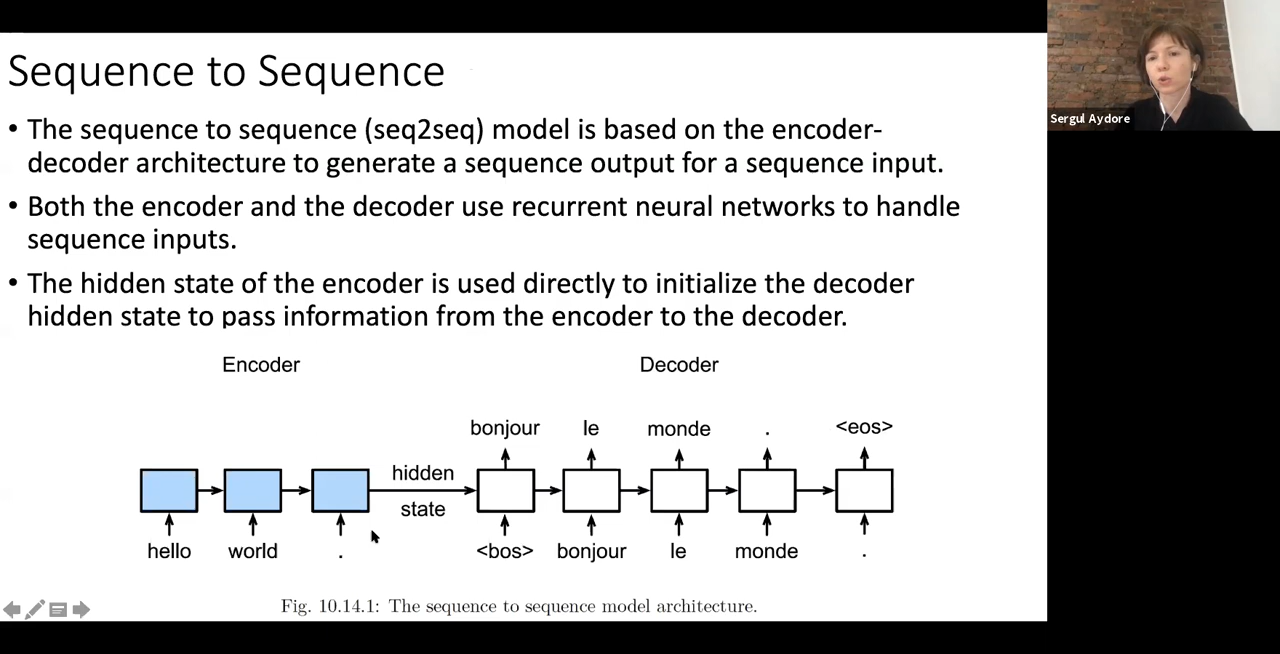 Sequence to Sequence
• The sequence to sequence (seq2seq) model is based on the encoder-
decoder architecture to generate a sequence output for a sequence input.
• Both the encoder and the decoder use recurrent neural networks to handle
sequence inputs.
• The hidden state of the encoder is used directly to initialize the decoder
hidden state to pass information from the encoder to the decoder.
Encoder Decoder
bonjour le monde . <eos>
hidden
state
hello world . <bos> bonjour le monde .
Fig. 10.14.1: The sequence to sequence model architecture.
Sergul Aydore